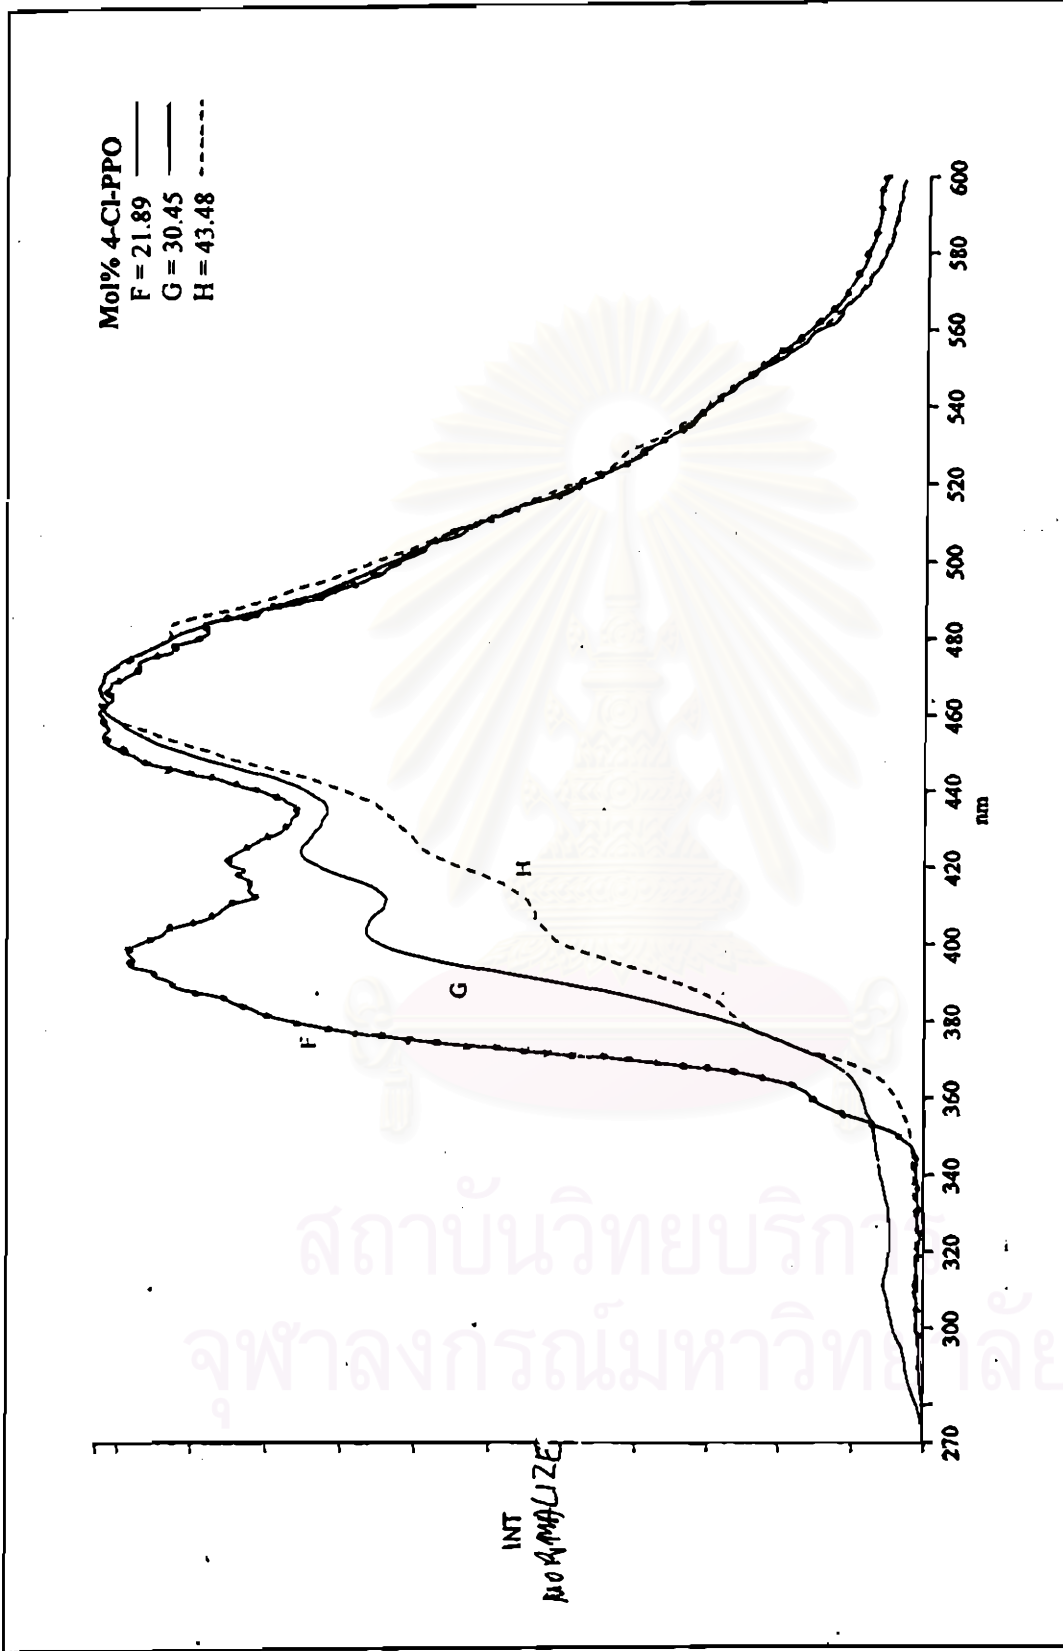 Mol% 4-Cl-PPO
F = 21.89
G = 30.45
H = 43.48
F
G
H
INT
NORMALIZE
270
300
320
340
360
380
400
420
440
460
480
500
520
540
560
580
600
nm
สถาบันวิทยบริการ
จุฬาลงกรณ์มหาวิทยาลัย